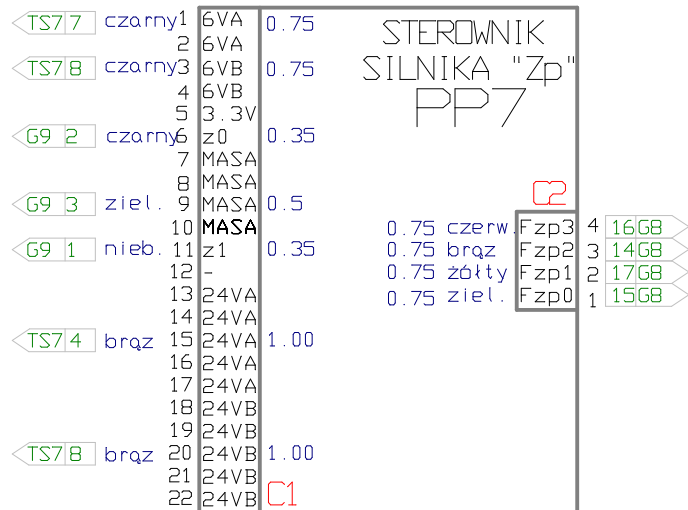 TS7 7 czarny 1 6VA 0.75
2 6VA
TS7 8 czarny 3 6VB 0.75
4 6VB
5 3.3V
G9 2 czarny 6 z0 0.35
7 MASA
8 MASA
G9 3 ziel. 9 MASA 0.5
10 MASA
G9 1 nieb. 11 z1 0.35
12 -
13 24VA
14 24VA
TS7 4 brąz 15 24VA 1.00
16 24VA
17 24VA
18 24VB
19 24VB
TS7 8 brąz 20 24VB 1.00
21 24VB
22 24VB
C1
STEROWNIK
SILNIKA "Zp"
PP7
C2
0.75 czerw. Fzp3 4 16 G8
0.75 brąz Fzp2 3 14 G8
0.75 żółty Fzp1 2 17 G8
0.75 ziel. Fzp0 1 15 G8